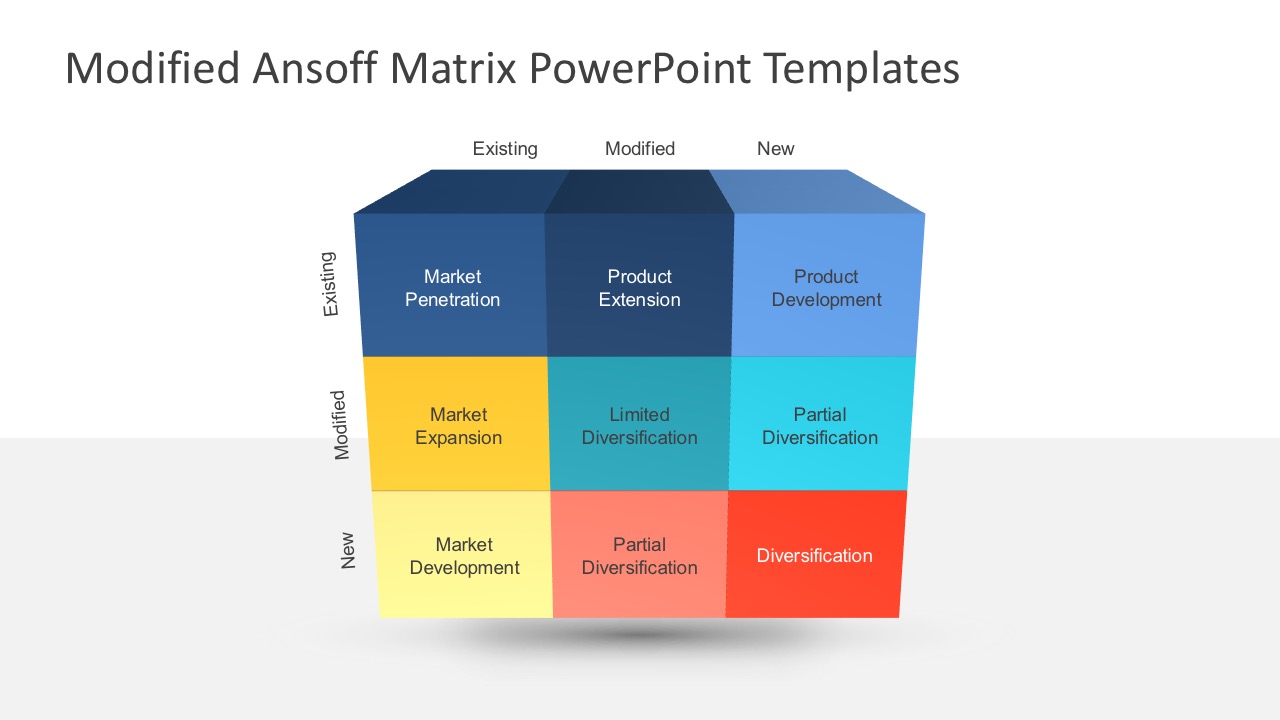 Modified Ansoff Matrix PowerPoint Templates
Existing
Modified
New
Existing
Market
Penetration
Product
Extension
Product
Development
Modified
Market
Expansion
Limited
Diversification
Partial
Diversification
New
Market
Development
Partial
Diversification
Diversification